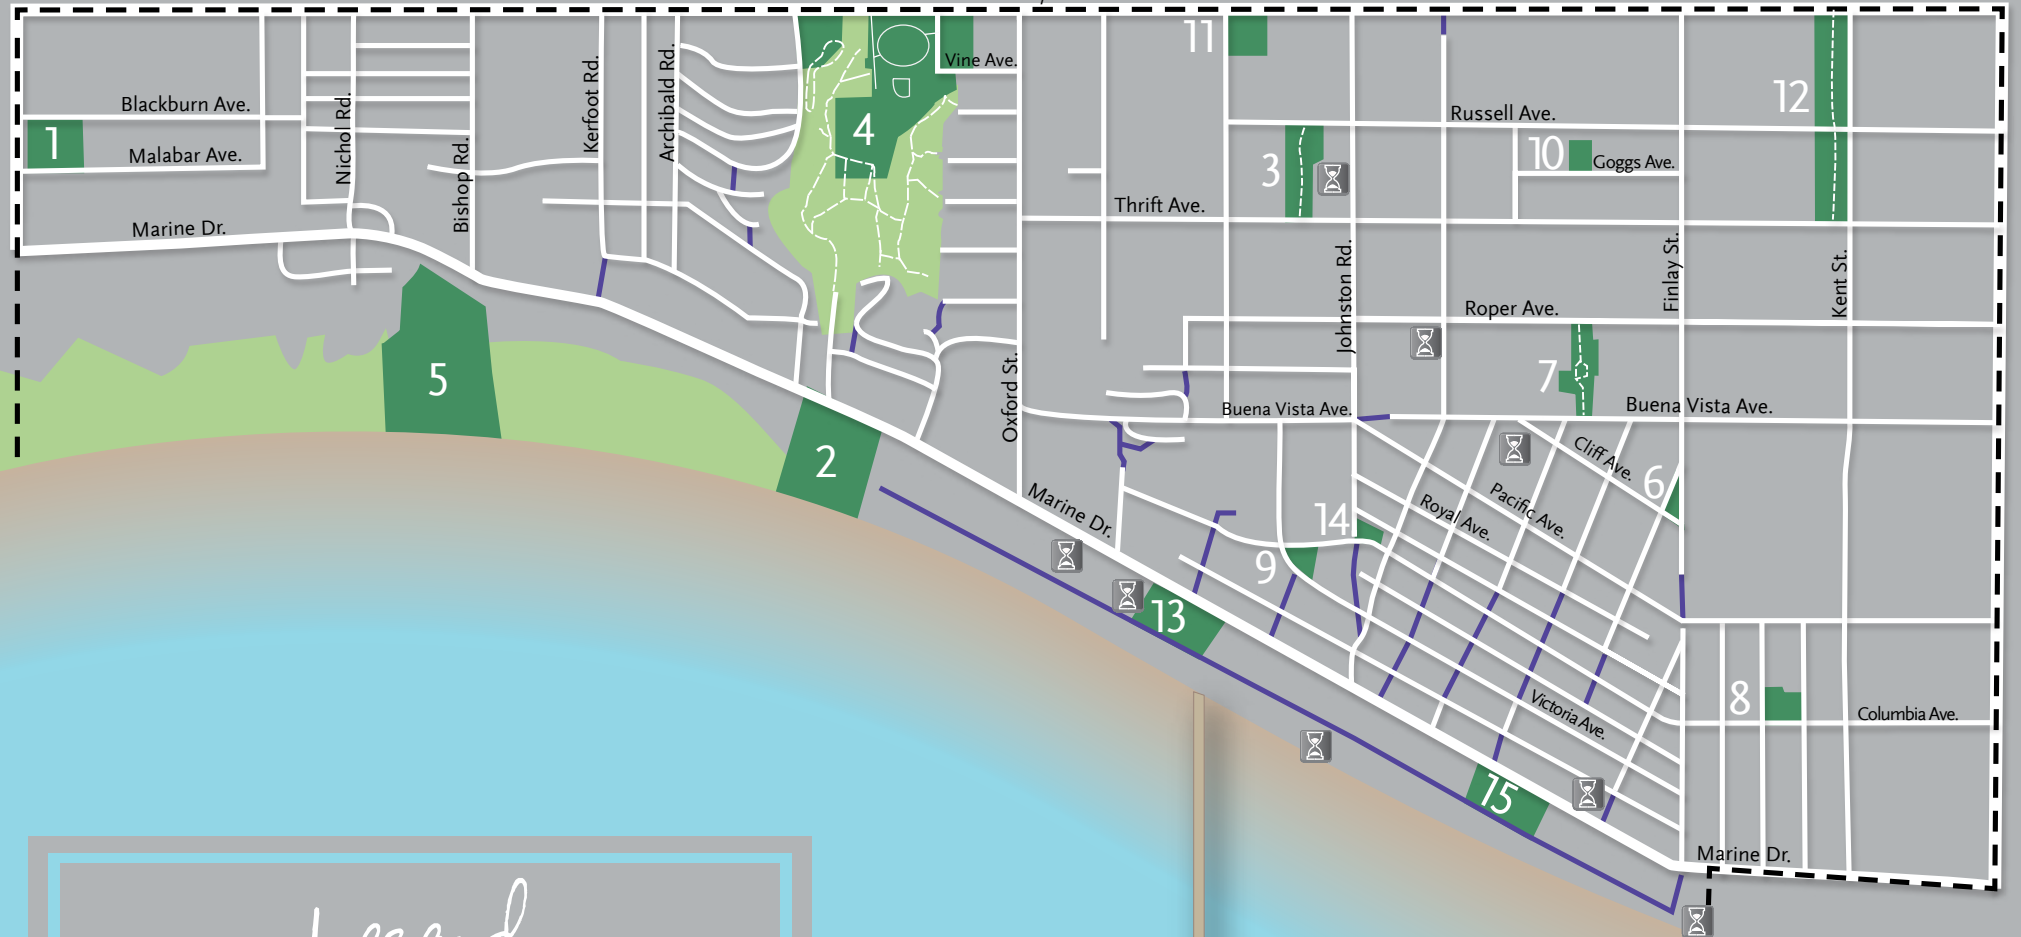 11
Vine Ave.
Kerfoot Rd.
Archibald Rd.
Blackburn Ave.
Nichol Rd.
12
Russell Ave.
1
4
Malabar Ave.
Bishop Rd.
3
10
Goggs Ave.
Thrift Ave.
Marine Dr.
Johnston Rd.
Finlay St.
Kent St.
Roper Ave.
5
Oxford St.
7
Buena Vista Ave.
Buena Vista Ave.
2
Cliff Ave.
6
Marine Dr.
Royal Ave.
Pacific Ave.
14
9
13
8
Victoria Ave.
Columbia Ave.
15
Marine Dr.
Legend